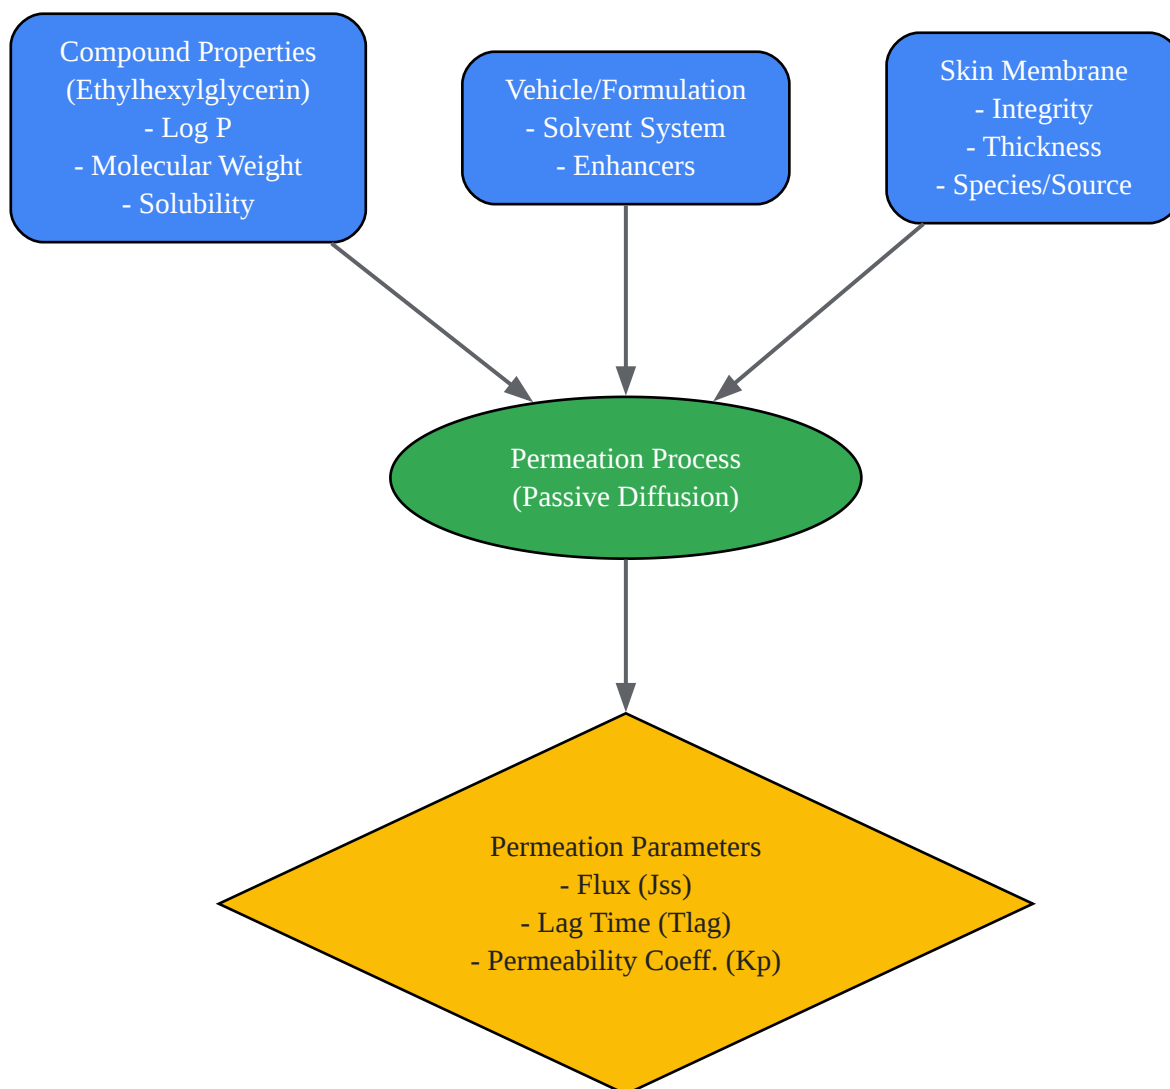 Compound Properties
(Ethylhexylglycerin)
- Log P
- Molecular Weight
- Solubility
Vehicle/Formulation
- Solvent System
- Enhancers
Skin Membrane
- Integrity
- Thickness
- Species/Source
Permeation Process
(Passive Diffusion)
Permeation Parameters
- Flux (Jss)
- Lag Time (Tlag)
- Permeability Coeff. (Kp)